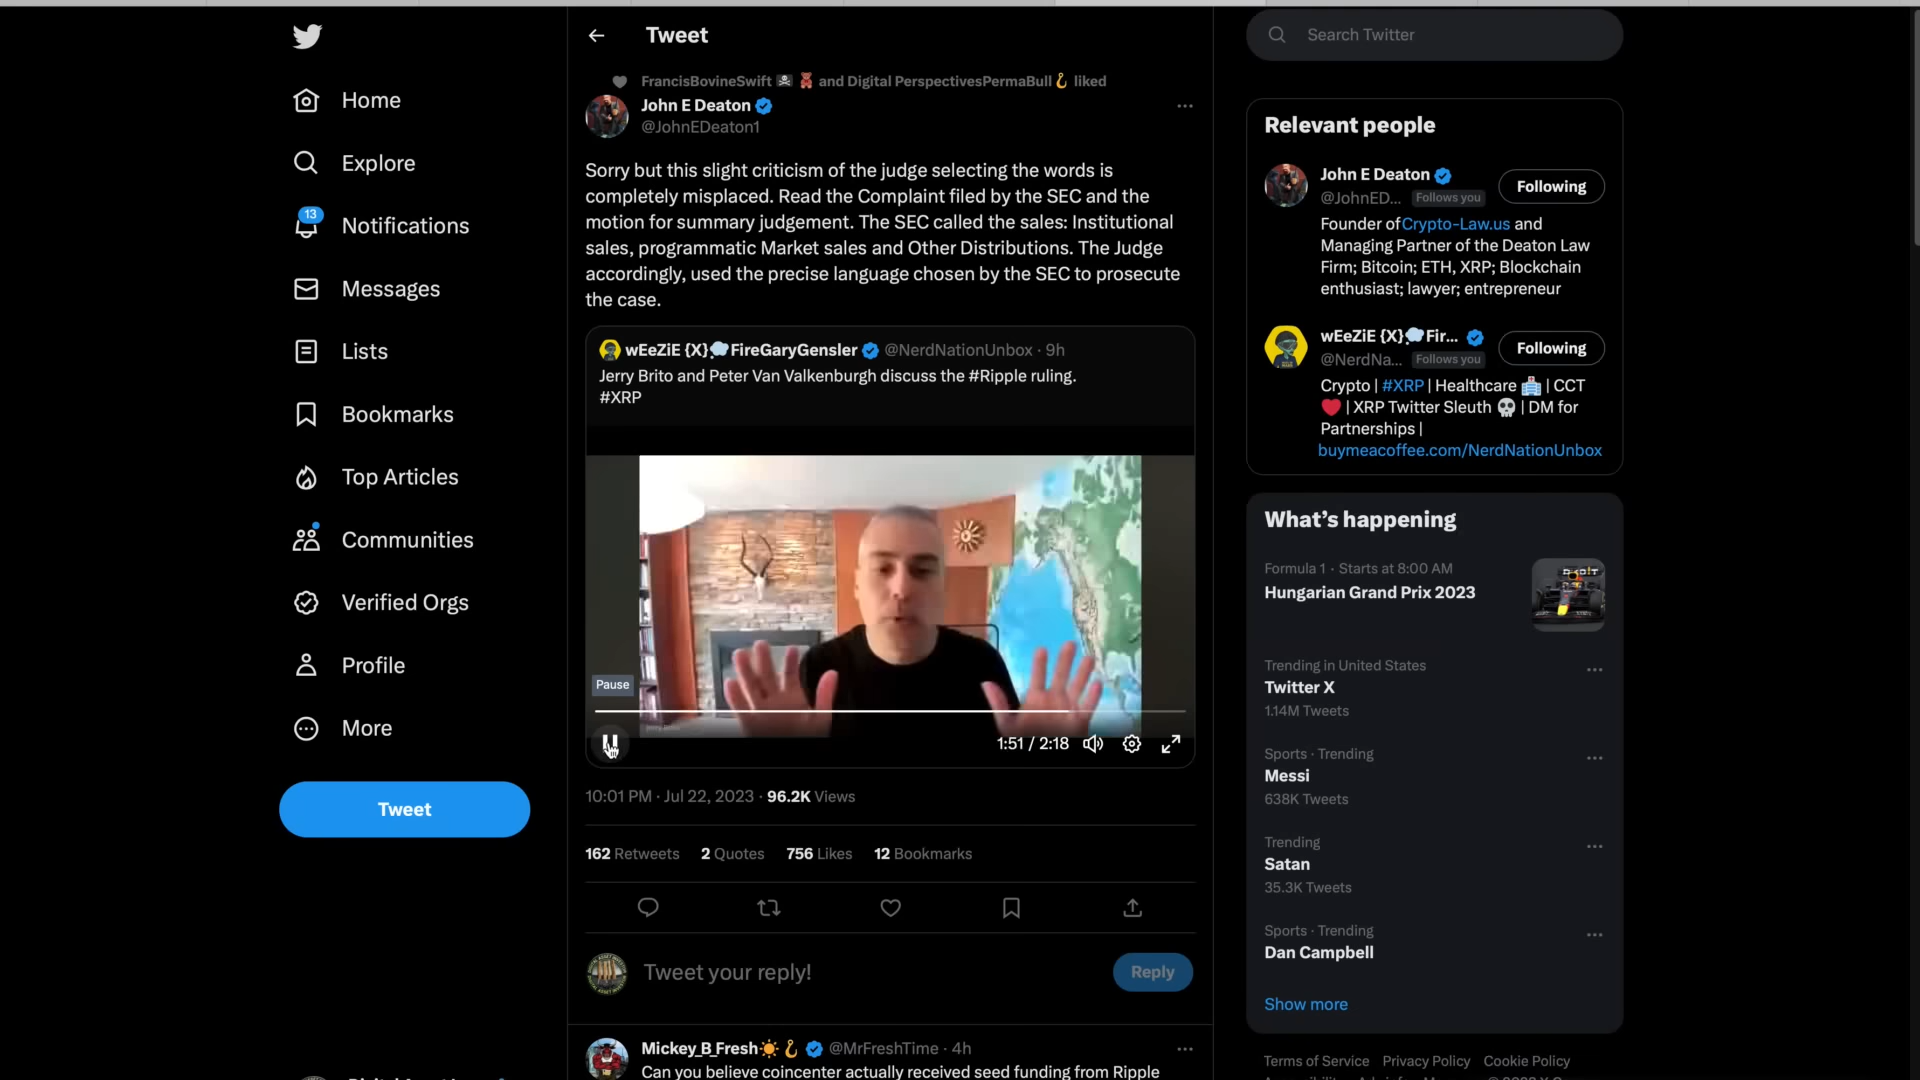 Home
Explore
13
Notifications
Messages
Lists
Bookmarks
Top Articles
Communities
Verified Orgs
Profile
More
Tweet
Tweet
FrancisBovineSwift and Digital PerspectivesPermaBull liked
John E Deaton
@JohnEDeaton1
Sorry but this slight criticism of the judge selecting the words is
completely misplaced. Read the Complaint filed by the SEC and the
motion for summary judgement. The SEC called the sales: Institutional
sales, programmatic Market sales and Other Distributions. The Judge
accordingly, used the precise language chosen by the SEC to prosecute
the case.
wEeZiE {X} FireGaryGensler @NerdNationUnbox · 9h
Jerry Brito and Peter Van Valkenburgh discuss the #Ripple ruling.
#XRP
Pause
1:51 / 2:18
10:01 PM · Jul 22, 2023 · 96.2K Views
162 Retweets 2 Quotes 756 Likes 12 Bookmarks
Tweet your reply!
Reply
Mickey_B_Fresh @MrFreshTime · 4h
Can you believe coincenter actually received seed funding from Ripple
Search Twitter
Relevant people
John E Deaton
@JohnED... Follows you
Following
Founder of Crypto-Law.us and
Managing Partner of the Deaton Law
Firm; Bitcoin; ETH, XRP; Blockchain
enthusiast; lawyer; entrepreneur
wEeZiE {X} Fir...
@NerdNa... Follows you
Following
Crypto | #XRP | Healthcare | CCT
| XRP Twitter Sleuth | DM for
Partnerships |
buymeacoffee.com/NerdNationUnbox
What's happening
Formula 1 · Starts at 8:00 AM
Hungarian Grand Prix 2023
Trending in United States
Twitter X
1.14M Tweets
Sports · Trending
Messi
638K Tweets
Trending
Satan
35.3K Tweets
Sports · Trending
Dan Campbell
Show more
Terms of Service Privacy Policy Cookie Policy